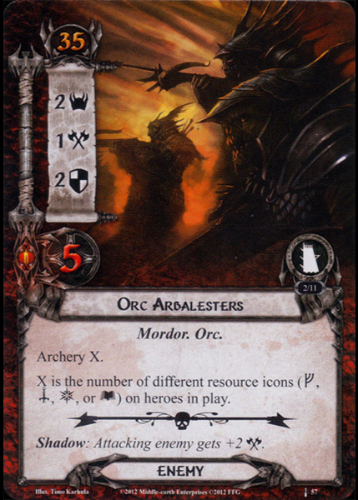 35
2
1
2
5
2/11
ORC ARBALESTERS
Mordor. Orc.
Archery X.
X is the number of different resource icons (ᚠ,
, , or ) on heroes in play.
Shadow: Attacking enemy gets +2 .
Illus. Timo Karhula ©2012 Middle-earth Enterprises ©2012 FFG 57
ENEMY